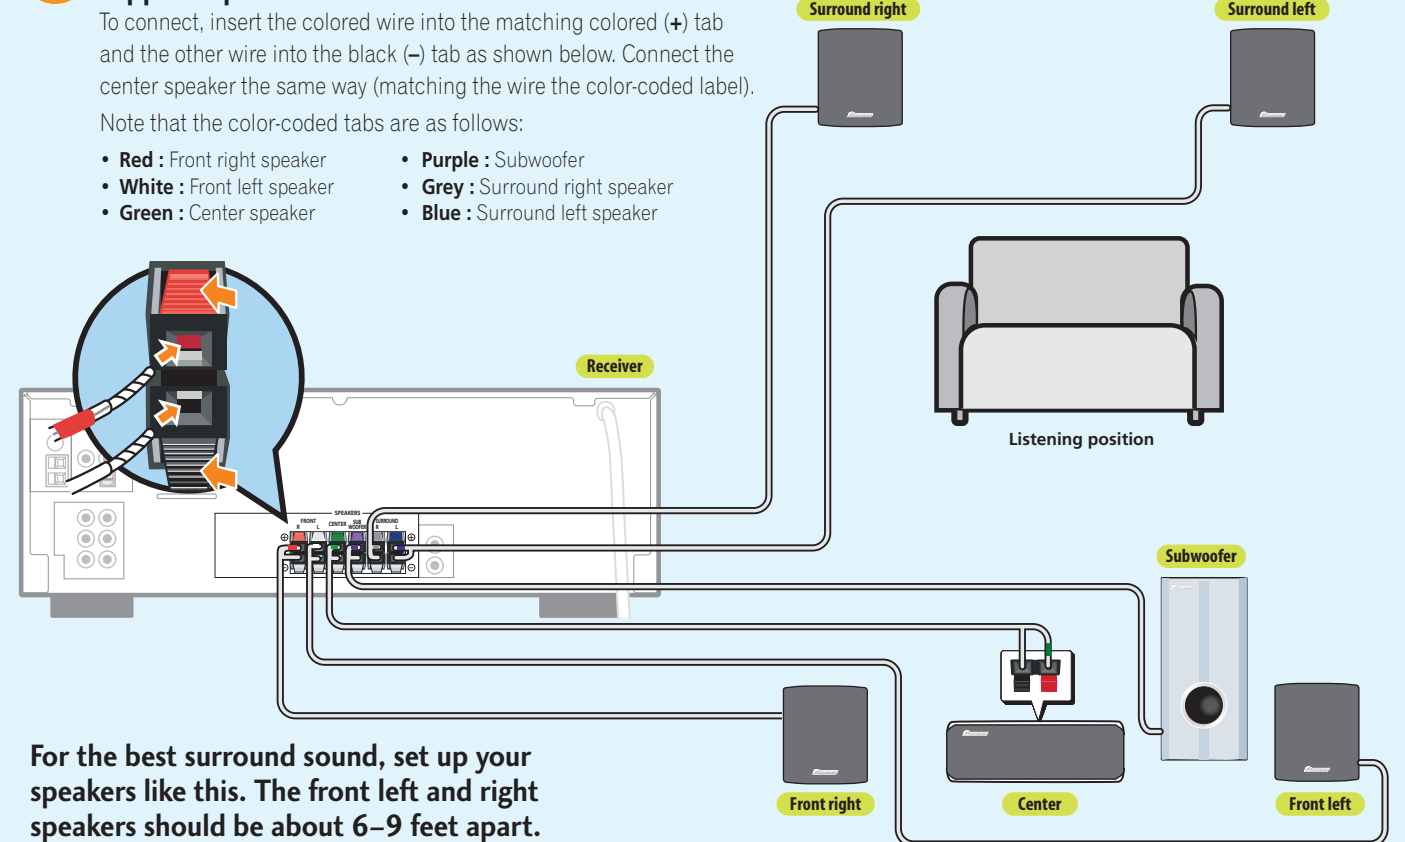 To connect, insert the colored wire into the matching colored (+) tab
and the other wire into the black (–) tab as shown below. Connect the
center speaker the same way (matching the wire the color-coded label).
Note that the color-coded tabs are as follows:
• Red : Front right speaker
• White : Front left speaker
• Green : Center speaker
• Purple : Subwoofer
• Grey : Surround right speaker
• Blue : Surround left speaker
Surround right
Surround left
Receiver
Listening position
SPEAKERS
FRONT
R L
CENTER
SUB
WOOFER
SURROUND
R L
Subwoofer
Front right
Center
Front left
For the best surround sound, set up your
speakers like this. The front left and right
speakers should be about 6–9 feet apart.